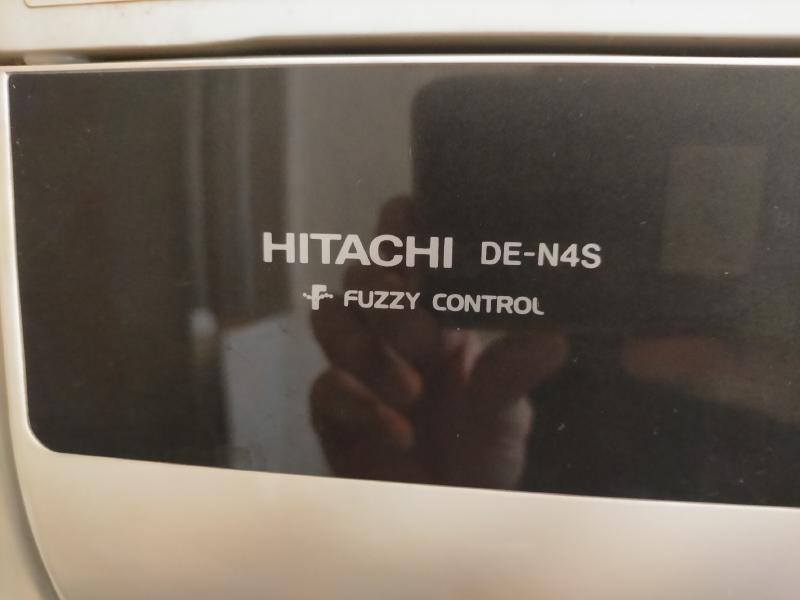 HITACHI DE-N4S
F FUZZY CONTROL